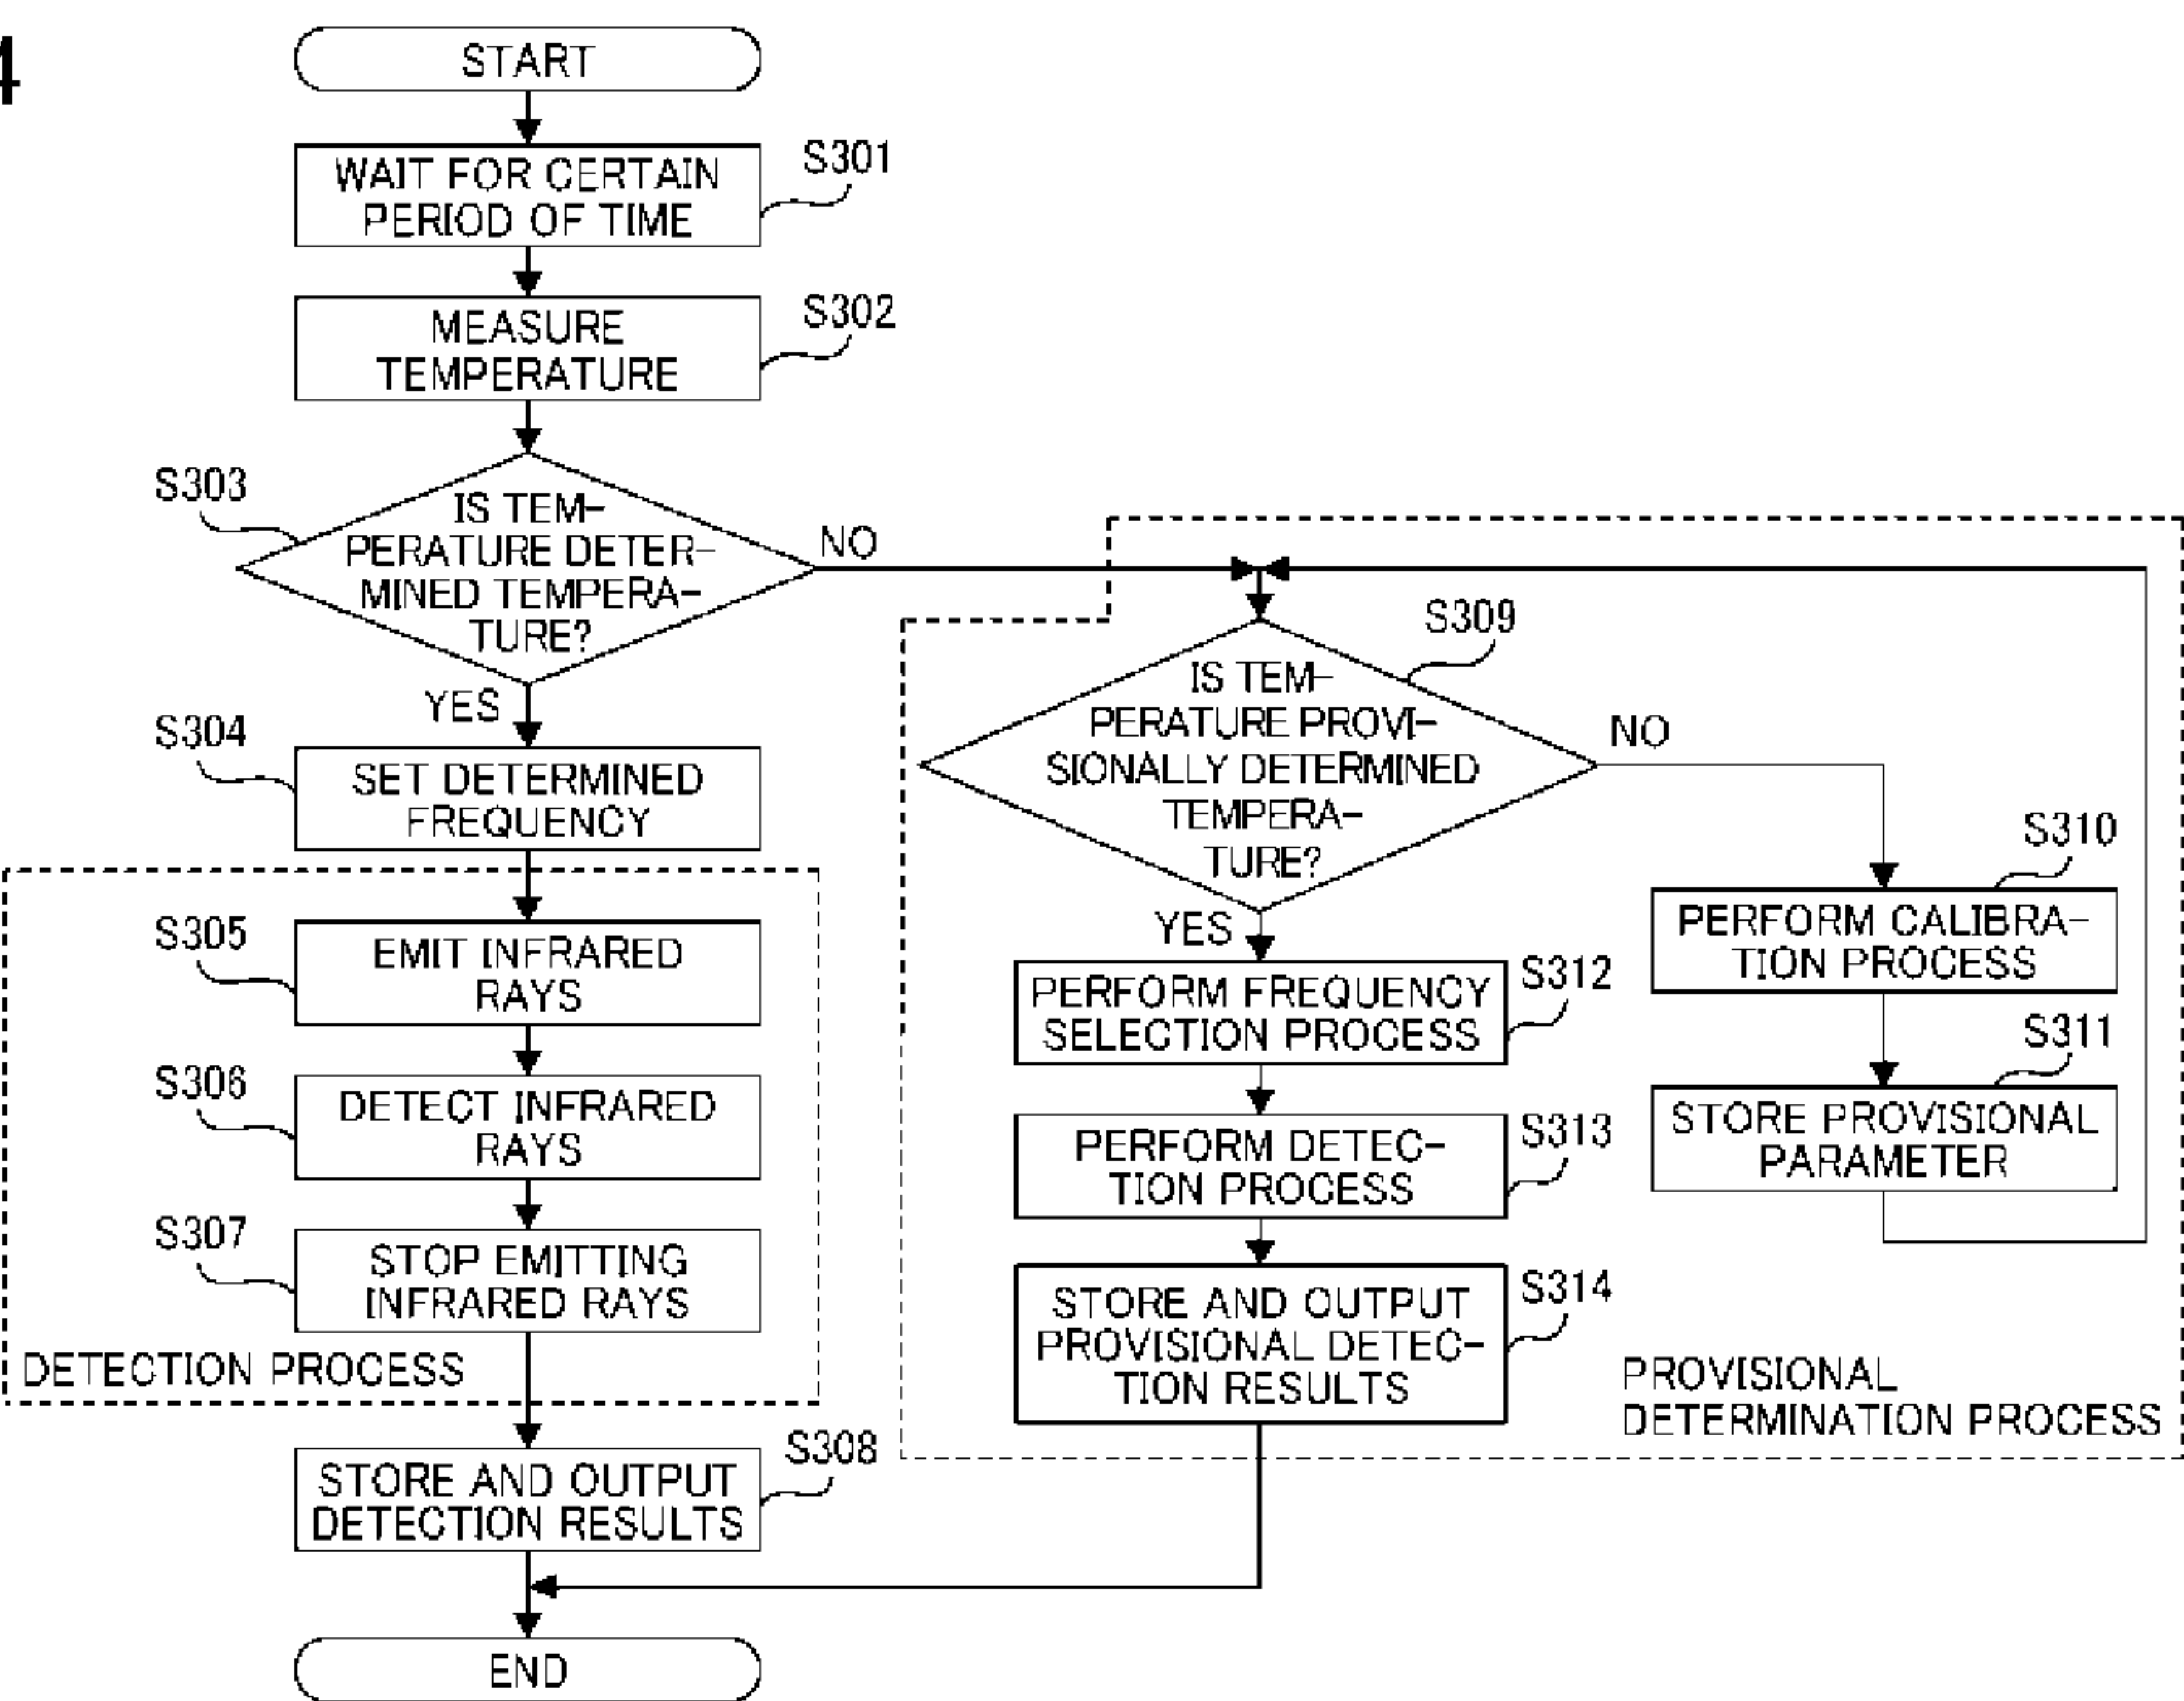 4
START
WAIT FOR CERTAIN
PERIOD OF TIME
S301
MEASURE
TEMPERATURE
S302
S303
IS TEM-
PERATURE DETER-
MINED TEMPERA-
TURE?
NO
YES
S304
SET DETERMINED
FREQUENCY
S305
EMIT INFRARED
RAYS
S306
DETECT INFRARED
RAYS
S307
STOP EMITTING
INFRARED RAYS
DETECTION PROCESS
S308
STORE AND OUTPUT
DETECTION RESULTS
END
S309
IS TEM-
PERATURE PROVI-
SIONALLY DETERMINED
TEMPERA-
TURE?
NO
YES
S310
PERFORM CALIBRA-
TION PROCESS
S311
STORE PROVISIONAL
PARAMETER
S312
PERFORM FREQUENCY
SELECTION PROCESS
S313
PERFORM DETEC-
TION PROCESS
S314
STORE AND OUTPUT
PROVISIONAL DETEC-
TION RESULTS
PROVISIONAL
DETERMINATION PROCESS